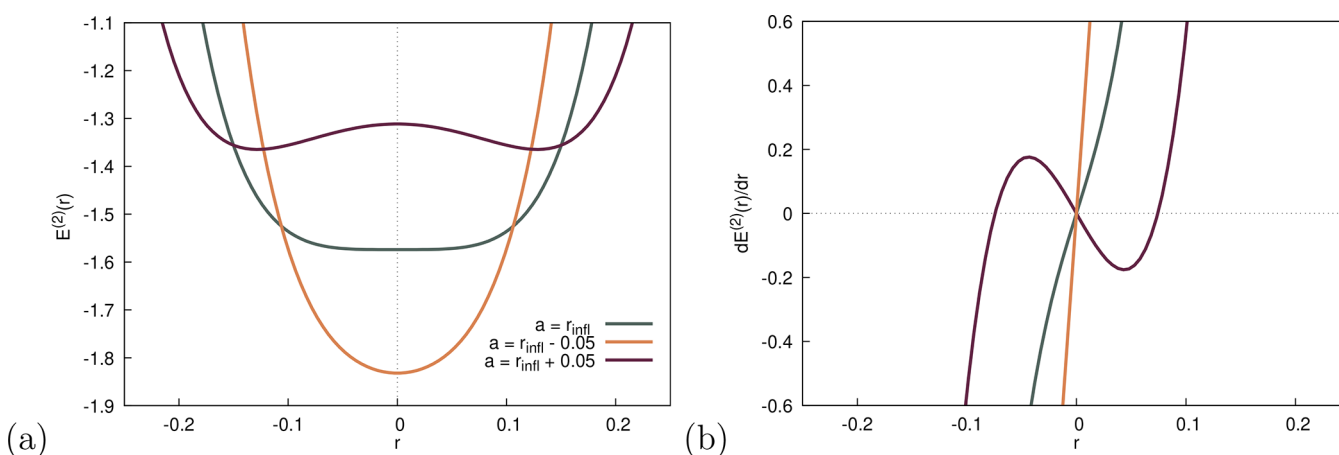 -1.1
-1.2
-1.3
-1.4
-1.5
-1.6
-1.7
-1.8
-1.9
E⁽²⁾(r)
-0.2
-0.1
0
0.1
0.2
r
a = r_infl
a = r_infl - 0.05
a = r_infl + 0.05
(a)
0.6
0.4
0.2
0
-0.2
-0.4
-0.6
dE⁽²⁾(r)/dr
-0.2
-0.1
0
0.1
0.2
r
(b)